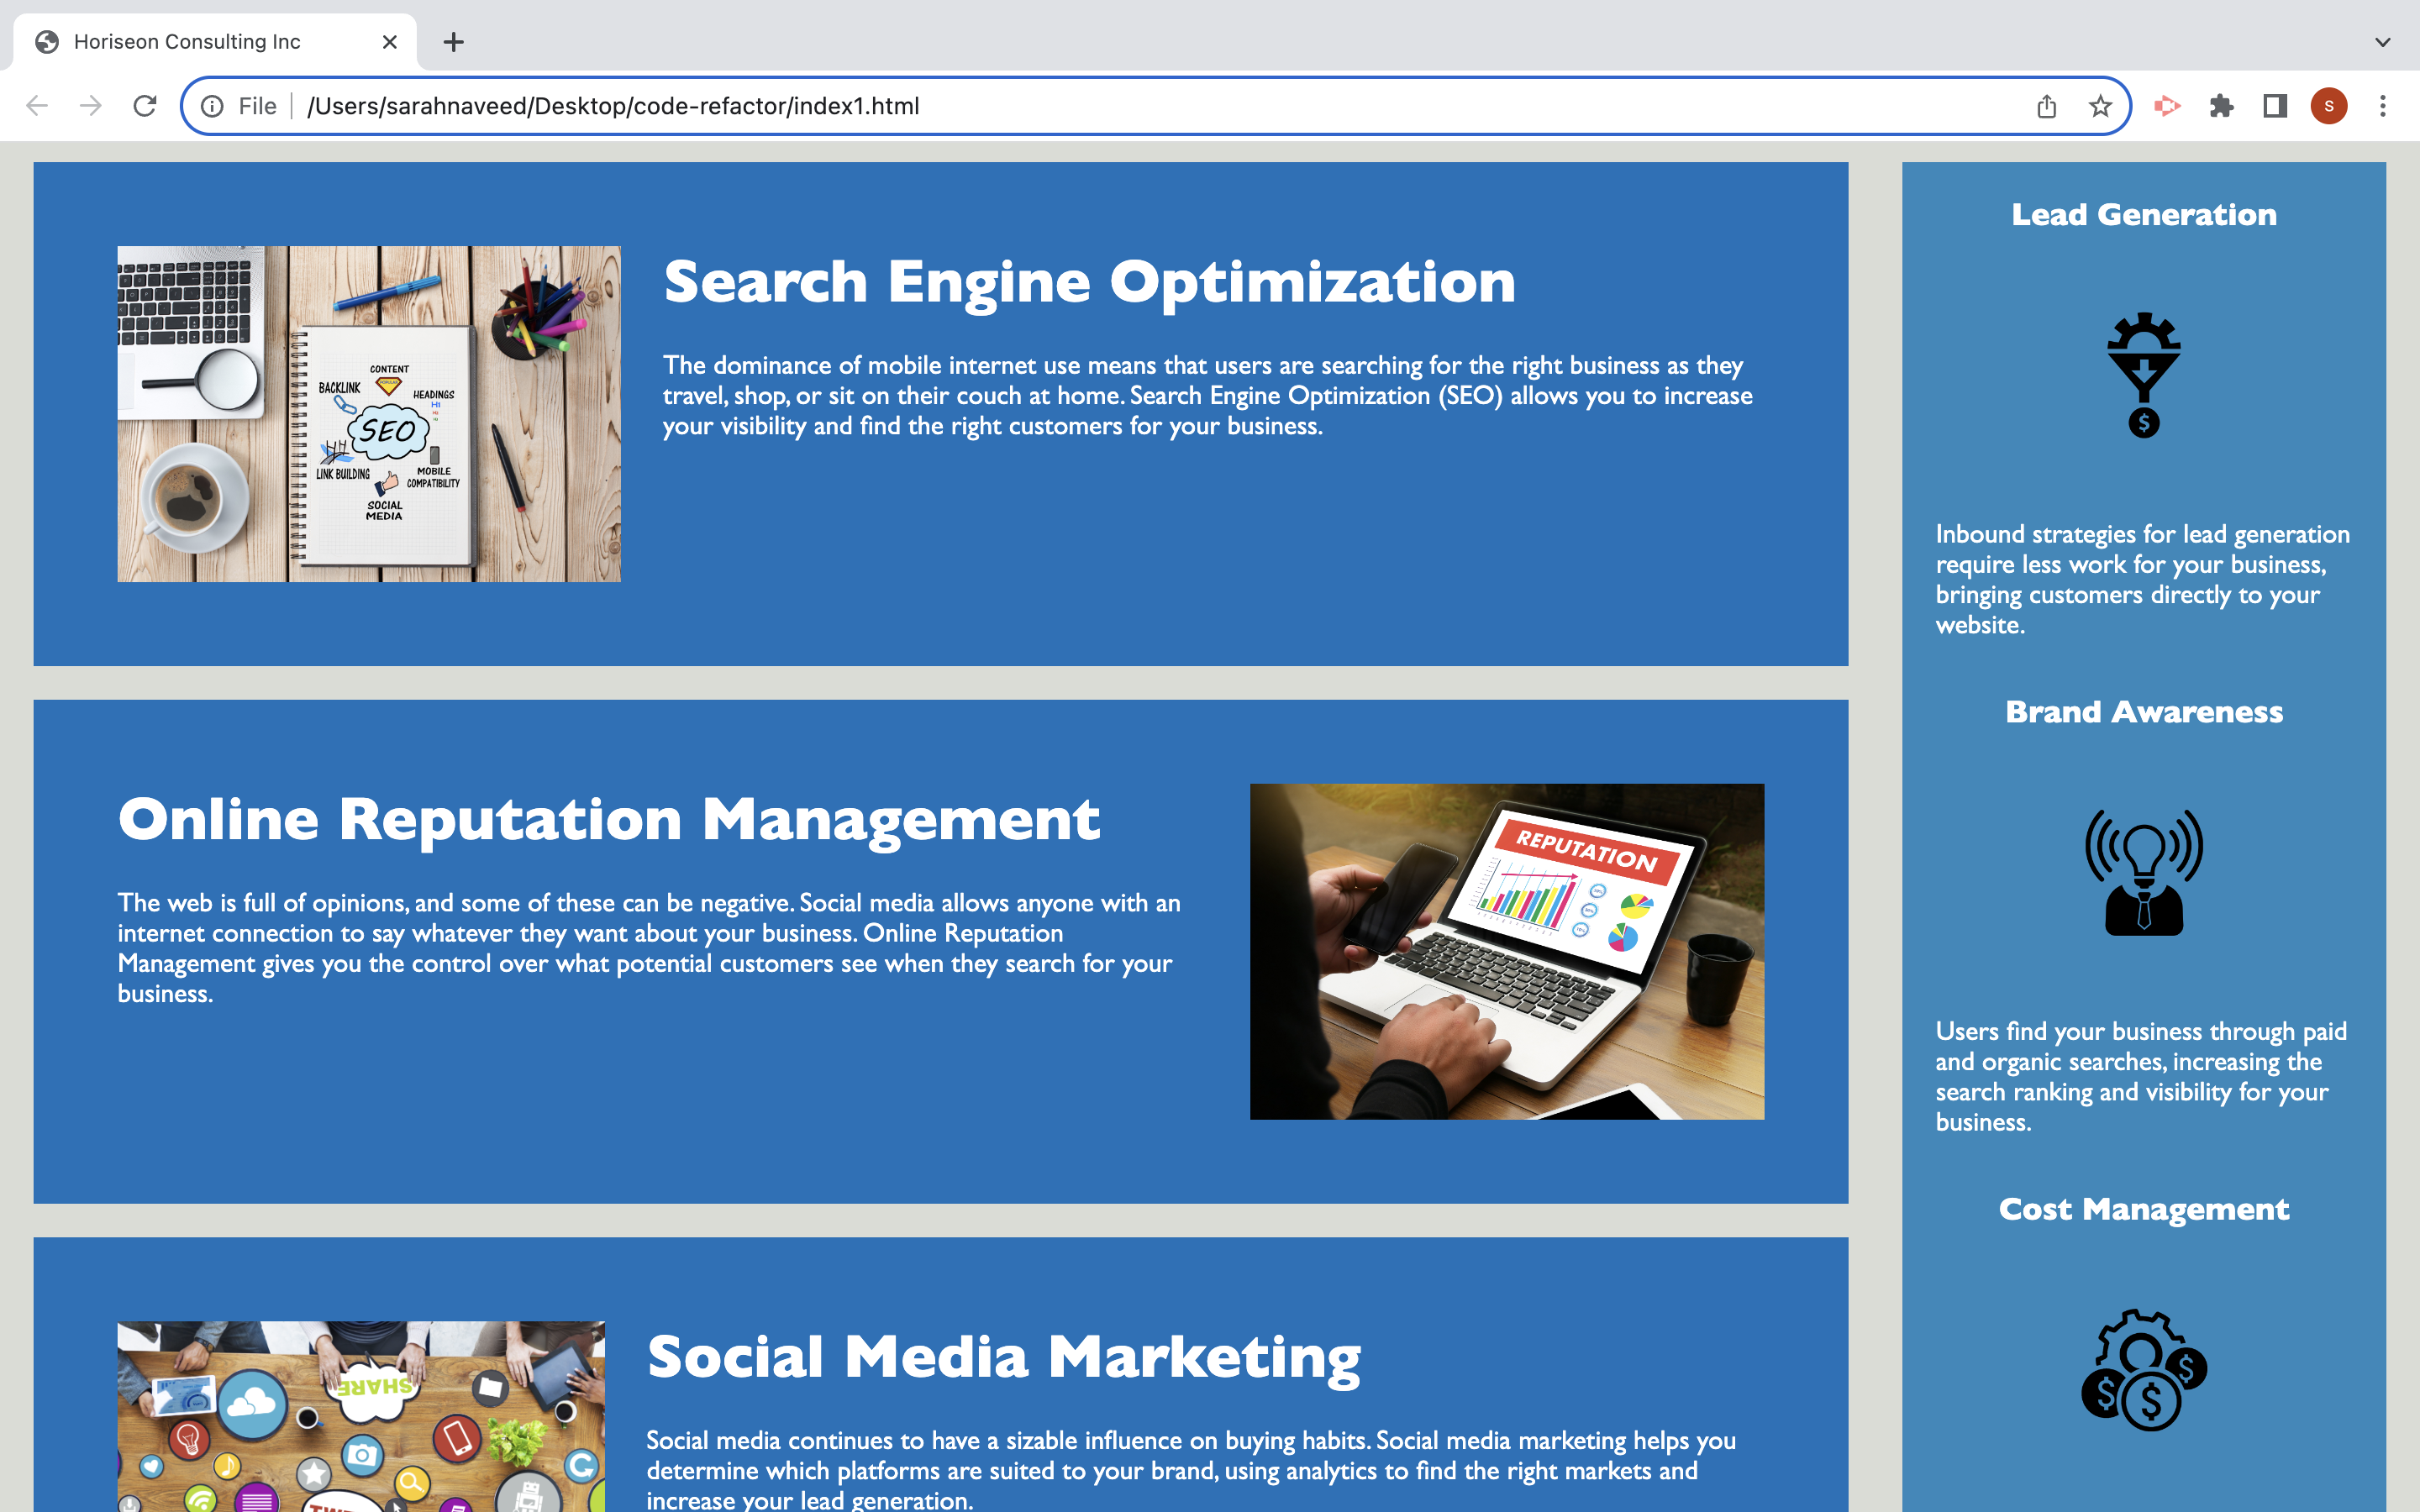 Horiseon Consulting Inc
File
/Users/sarahnaveed/Desktop/code-refactor/index1.html
S
CONTENT
BACKLINK
HEADINGS
SEO
LINK BUILDING
MOBILE
COMPATIBILITY
SOCIAL
MEDIA
Search Engine Optimization
The dominance of mobile internet use means that users are searching for the right business as they
travel, shop, or sit on their couch at home. Search Engine Optimization (SEO) allows you to increase
your visibility and find the right customers for your business.
Online Reputation Management
The web is full of opinions, and some of these can be negative. Social media allows anyone with an
internet connection to say whatever they want about your business. Online Reputation
Management gives you the control over what potential customers see when they search for your
business.
REPUTATION
SHARE
Social Media Marketing
Social media continues to have a sizable influence on buying habits. Social media marketing helps you
determine which platforms are suited to your brand, using analytics to find the right markets and
increase your lead generation.
Lead Generation
$
Inbound strategies for lead generation
require less work for your business,
bringing customers directly to your
website.
Brand Awareness
Users find your business through paid
and organic searches, increasing the
search ranking and visibility for your
business.
Cost Management
$
$
$